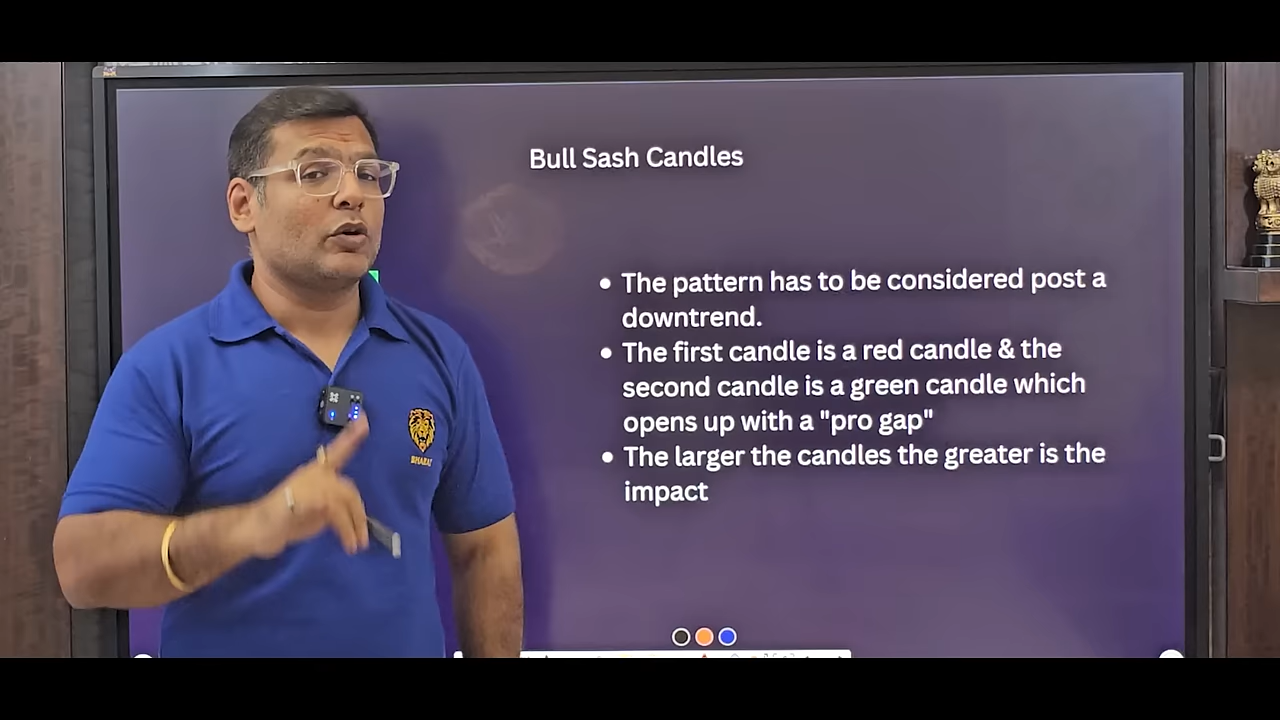 Bull Sash Candles
• The pattern has to be considered post a
downtrend.
• The first candle is a red candle & the
second candle is a green candle which
opens up with a "pro gap"
• The larger the candles the greater is the
impact
BHARAT